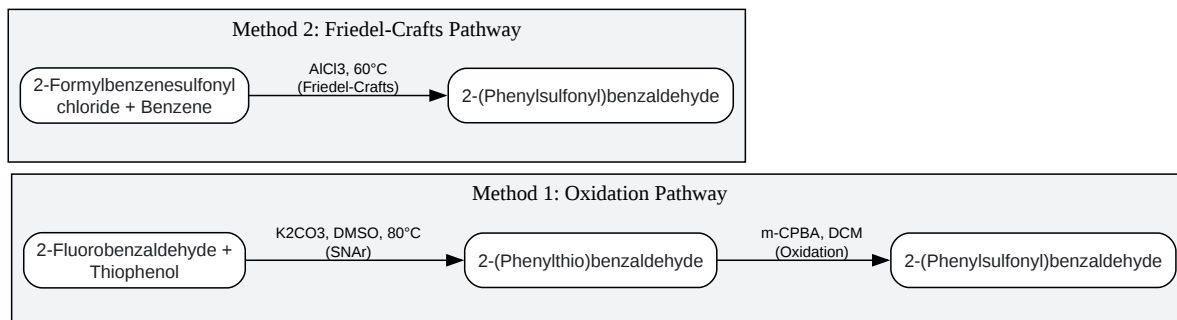 Method 2: Friedel-Crafts Pathway
2-Formylbenzenesulfonyl
chloride + Benzene
AlCl3, 60°C
(Friedel-Crafts)
2-(Phenylsulfonyl)benzaldehyde
Method 1: Oxidation Pathway
2-Fluorobenzaldehyde +
Thiophenol
K2CO3, DMSO, 80°C
(SNAr)
2-(Phenylthio)benzaldehyde
m-CPBA, DCM
(Oxidation)
2-(Phenylsulfonyl)benzaldehyde